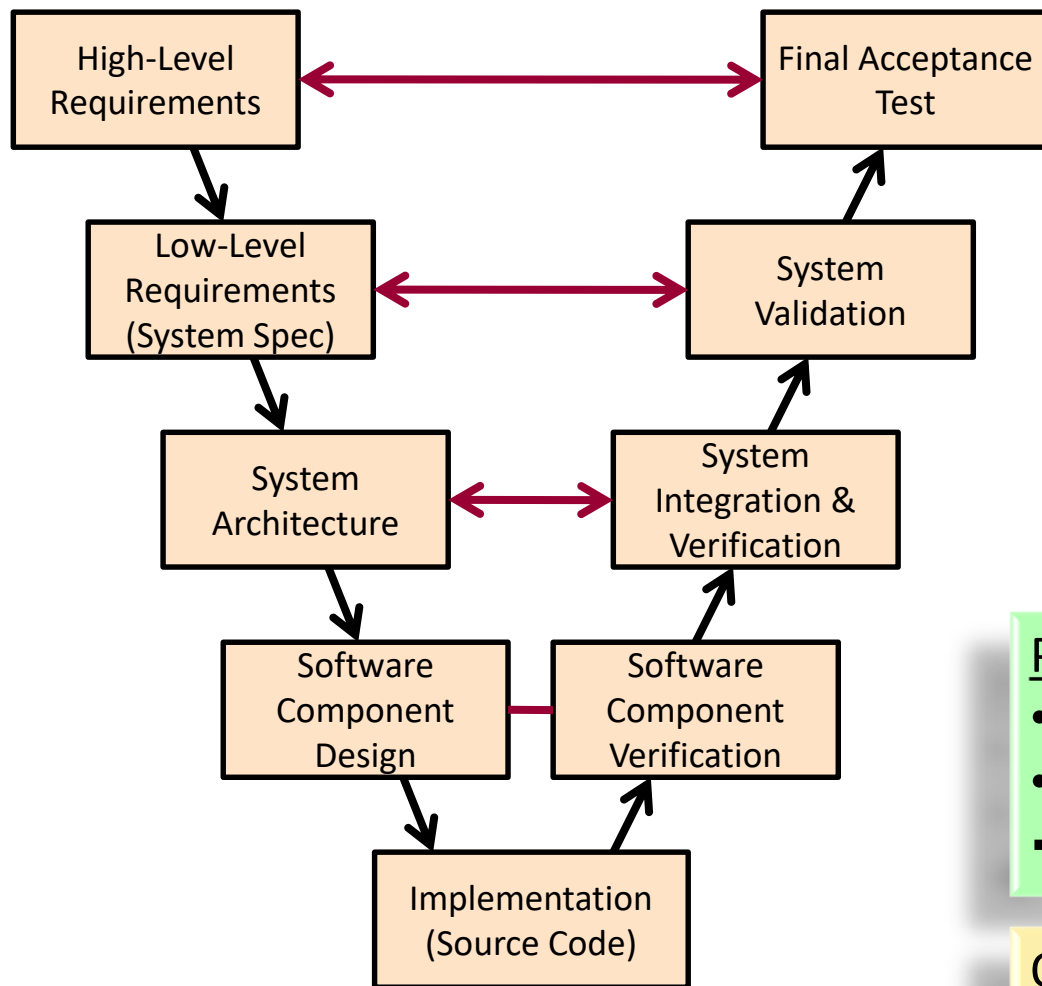 High-Level
Requirements
Final Acceptance
Test
Low-Level
Requirements
(System Spec)
System
Validation
System
Architecture
System
Integration &
Verification
Software
Component
Design
Software
Component
Verification
Implementation
(Source Code)